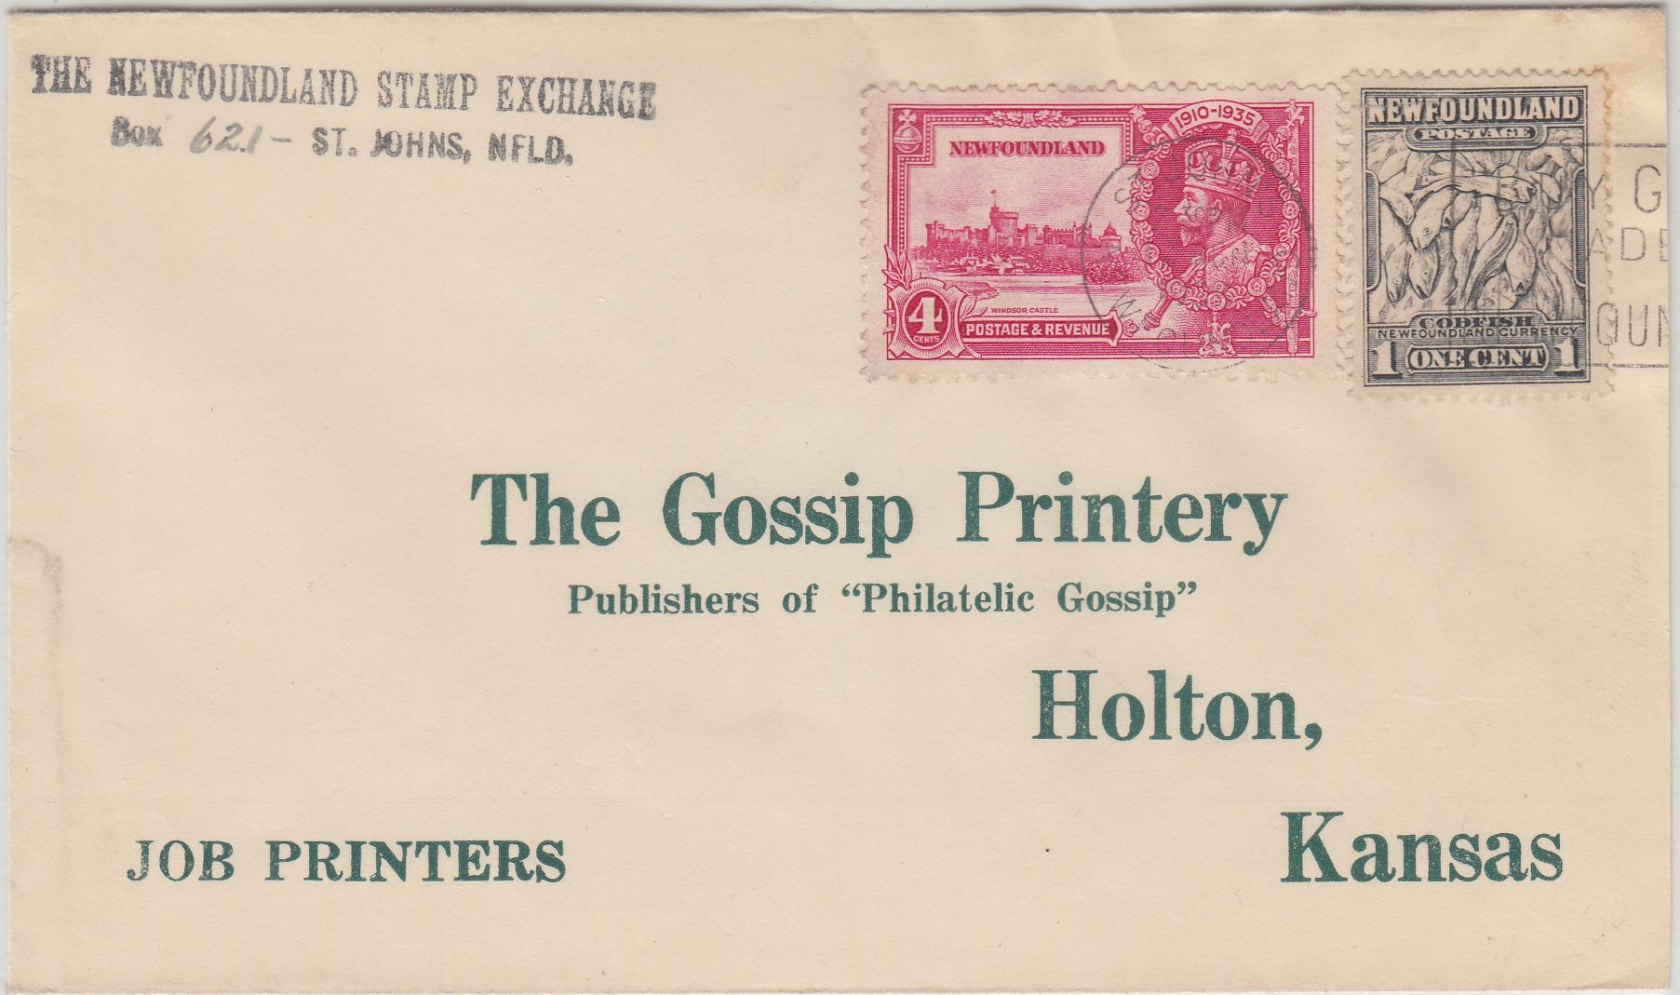 THE NEWFOUNDLAND STAMP EXCHANGE
Box 621 - ST. JOHNS, NFLD.
1910-1935
NEWFOUNDLAND
WINDSOR CASTLE
4 CENTS
POSTAGE & REVENUE
NEWFOUNDLAND
POSTAGE
CODFISH
NEWFOUNDLAND CURRENCY
1 ONE CENT 1
The Gossip Printery
Publishers of “Philatelic Gossip”
Holton,
Kansas
JOB PRINTERS